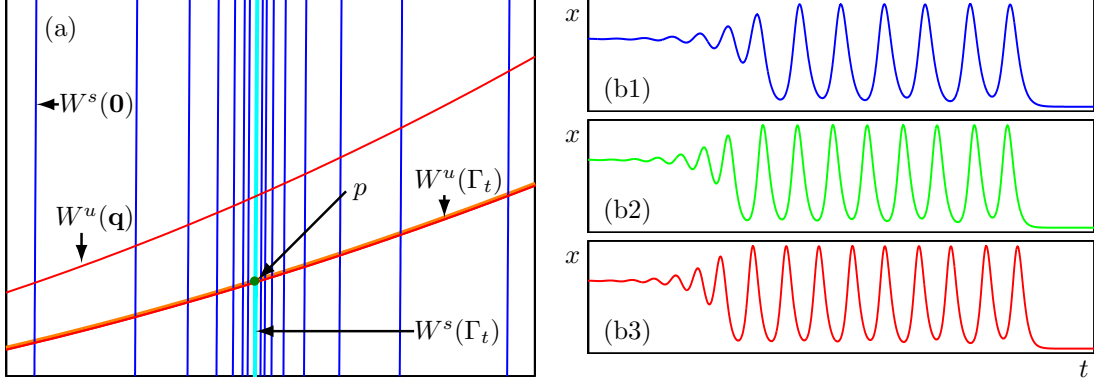 (a)
W^s(0)
W^u(q)
p
W^u(Γ_t)
W^s(Γ_t)
x
(b1)
x
(b2)
x
(b3)
t